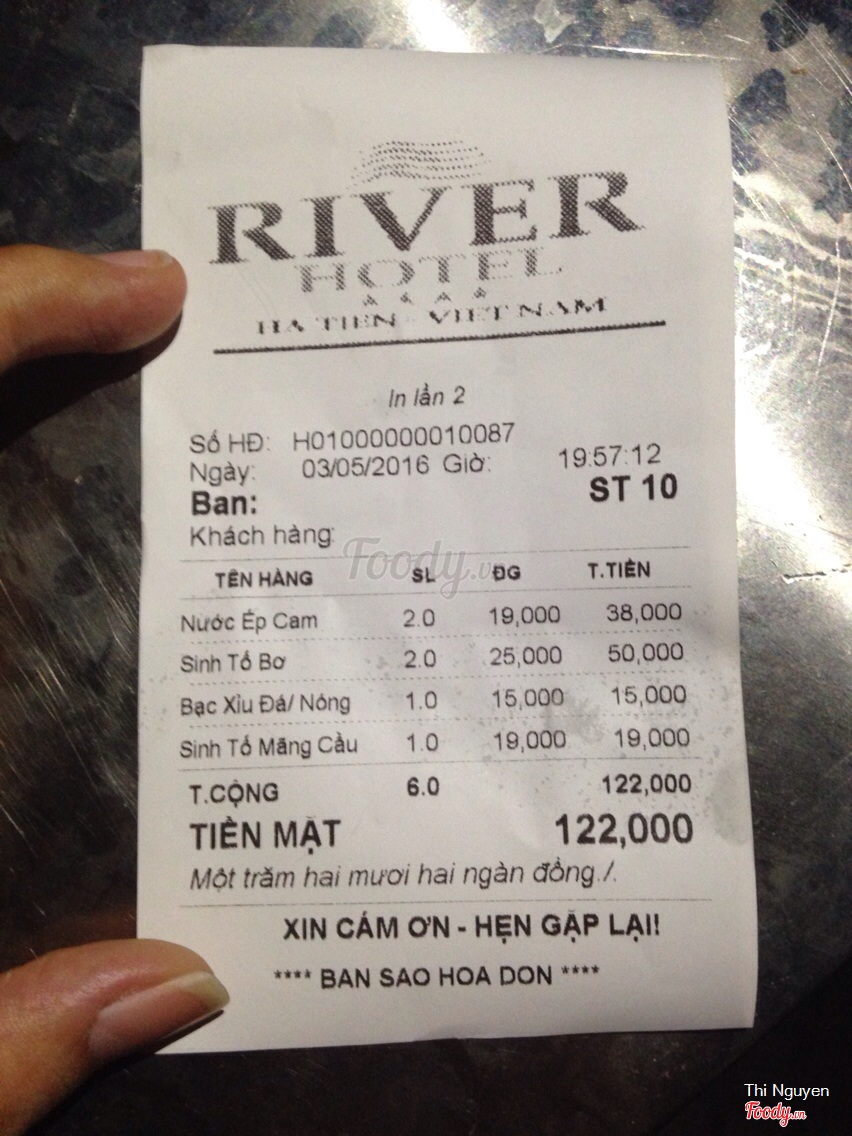 RIVER
HOTEL
HA TIEN - VIET NAM
In lần 2
Số HĐ: H01000000010087
Ngày: 03/05/2016 Giờ: 19:57:12
Ban: ST 10
Khách hàng:
Foody.vn
TÊN HÀNG SL ĐG T.TIỀN
Nước Ép Cam 2.0 19,000 38,000
Sinh Tố Bơ 2.0 25,000 50,000
Bạc Xỉu Đá/ Nóng 1.0 15,000 15,000
Sinh Tố Mãng Cầu 1.0 19,000 19,000
T.CỘNG 6.0 122,000
TIỀN MẶT 122,000
Một trăm hai mươi hai ngàn đồng./.
XIN CÁM ƠN - HẸN GẶP LẠI!
**** BAN SAO HOA DON ****
Thi Nguyen
Foody.vn